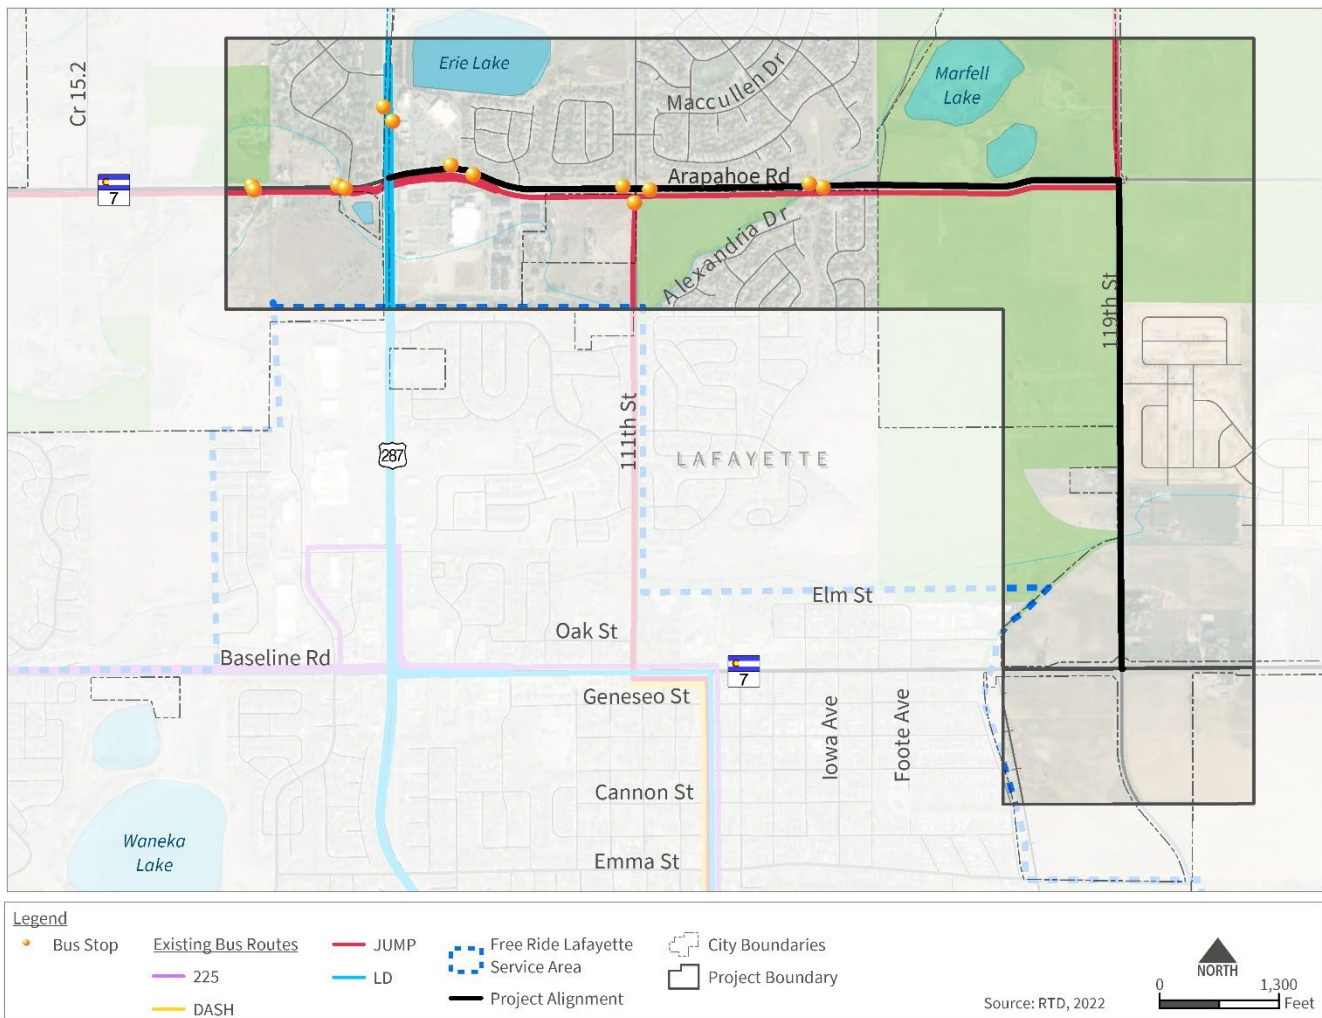 Erie Lake
Marfell
Lake
Cr 15.2
Maccullen Dr
7
Arapahoe Rd
Alexandria Dr
119th St
111th St
287
LAFAYETTE
Elm St
Oak St
Baseline Rd
7
Geneseo St
Iowa Ave
Foote Ave
Cannon St
Waneka
Lake
Emma St
Legend
Bus Stop
Existing Bus Routes
225
DASH
JUMP
LD
Free Ride Lafayette
Service Area
Project Alignment
City Boundaries
Project Boundary
Source: RTD, 2022
NORTH
0 1,300
Feet